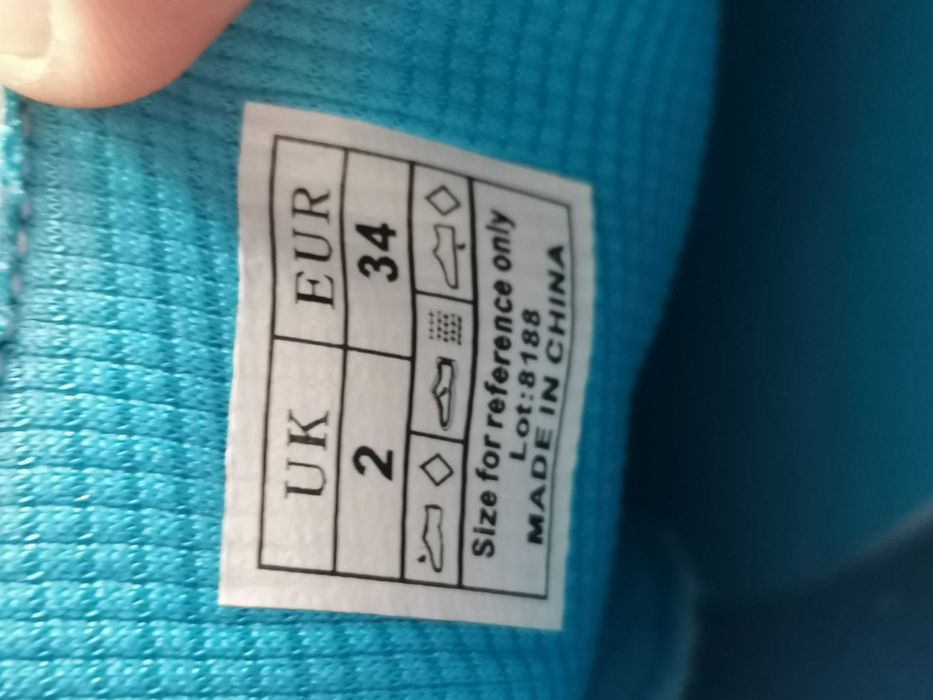 UK EUR
2 34
Size for reference only
Lot:8188
MADE IN CHINA